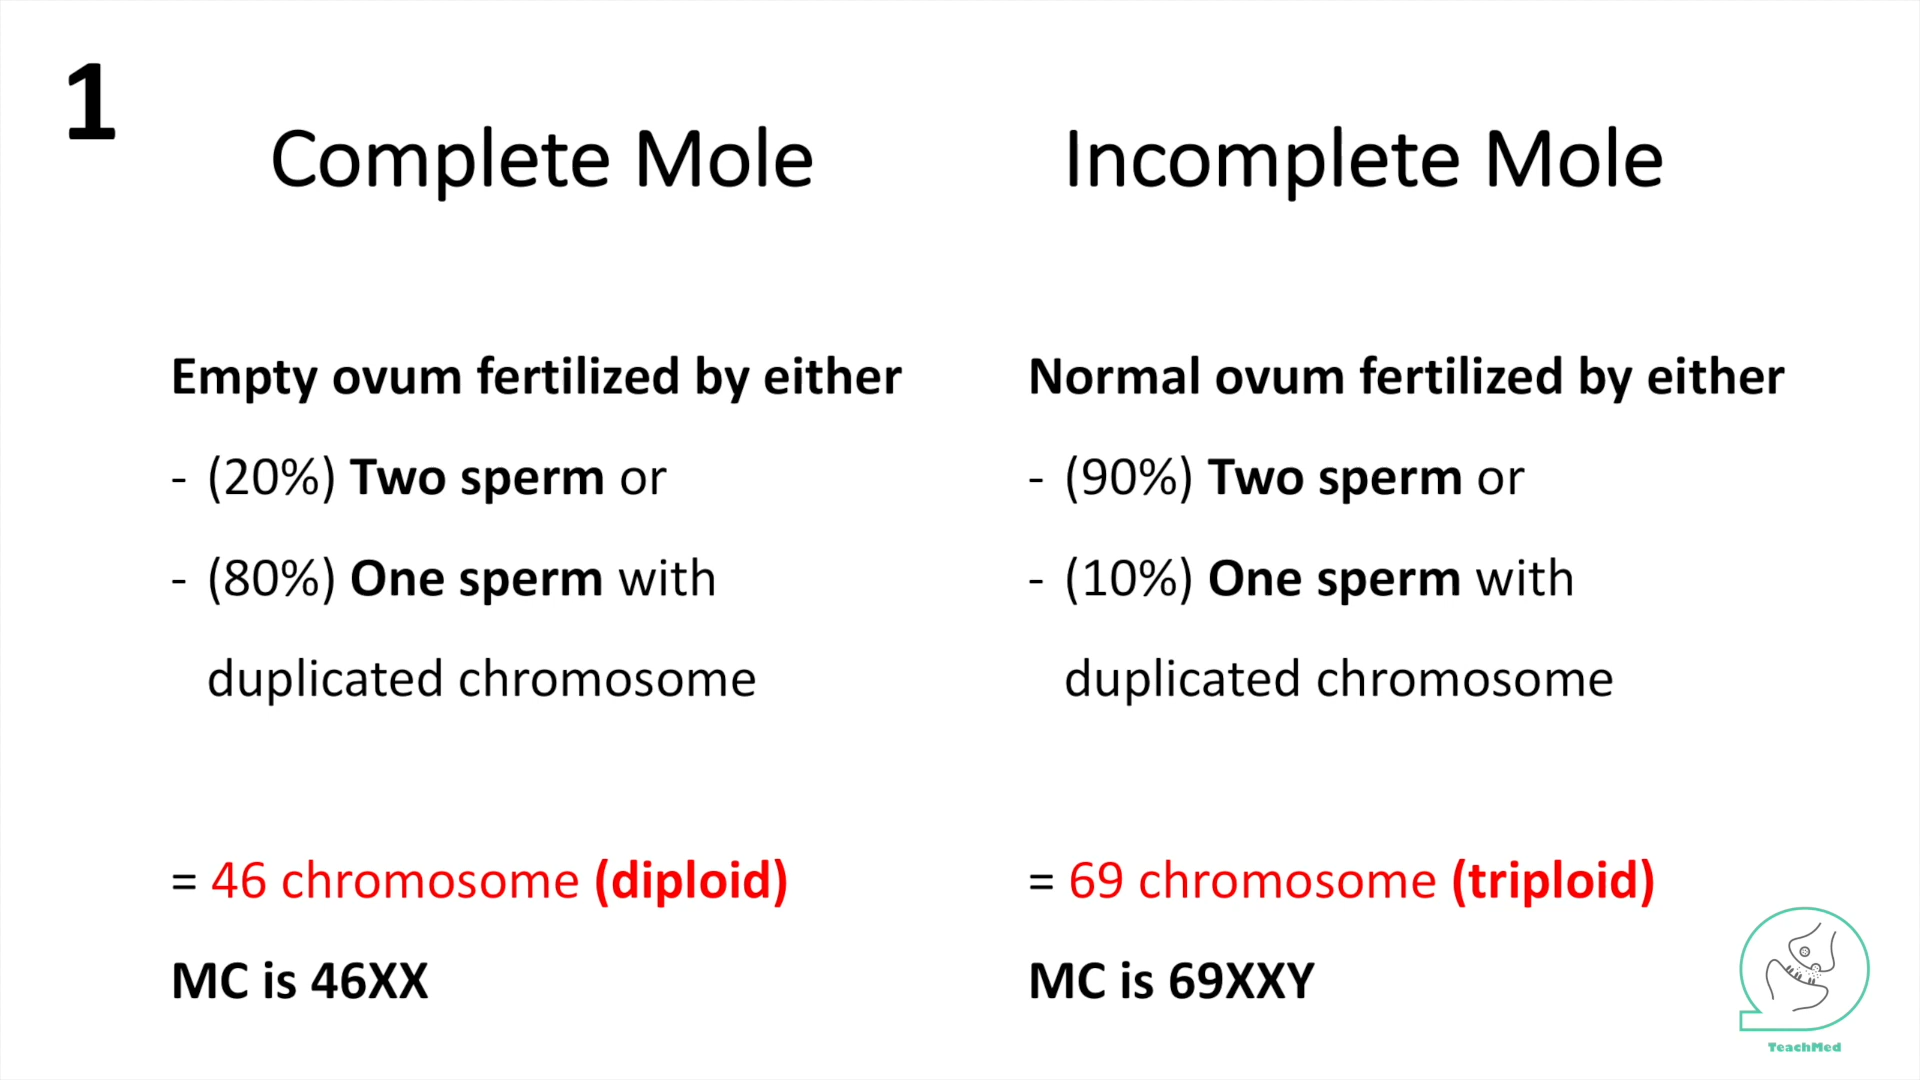 1
Complete Mole
Empty ovum fertilized by either
- (20%) Two sperm or
- (80%) One sperm with
duplicated chromosome
= 46 chromosome (diploid)
MC is 46XX
Incomplete Mole
Normal ovum fertilized by either
- (90%) Two sperm or
- (10%) One sperm with
duplicated chromosome
= 69 chromosome (triploid)
MC is 69XXY
TeachMed